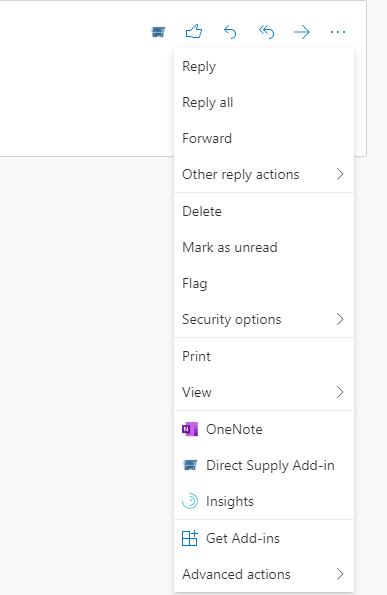 Reply
Reply all
Forward
Other reply actions
Delete
Mark as unread
Flag
Security options
Print
View
OneNote
Direct Supply Add-in
Insights
Get Add-ins
Advanced actions